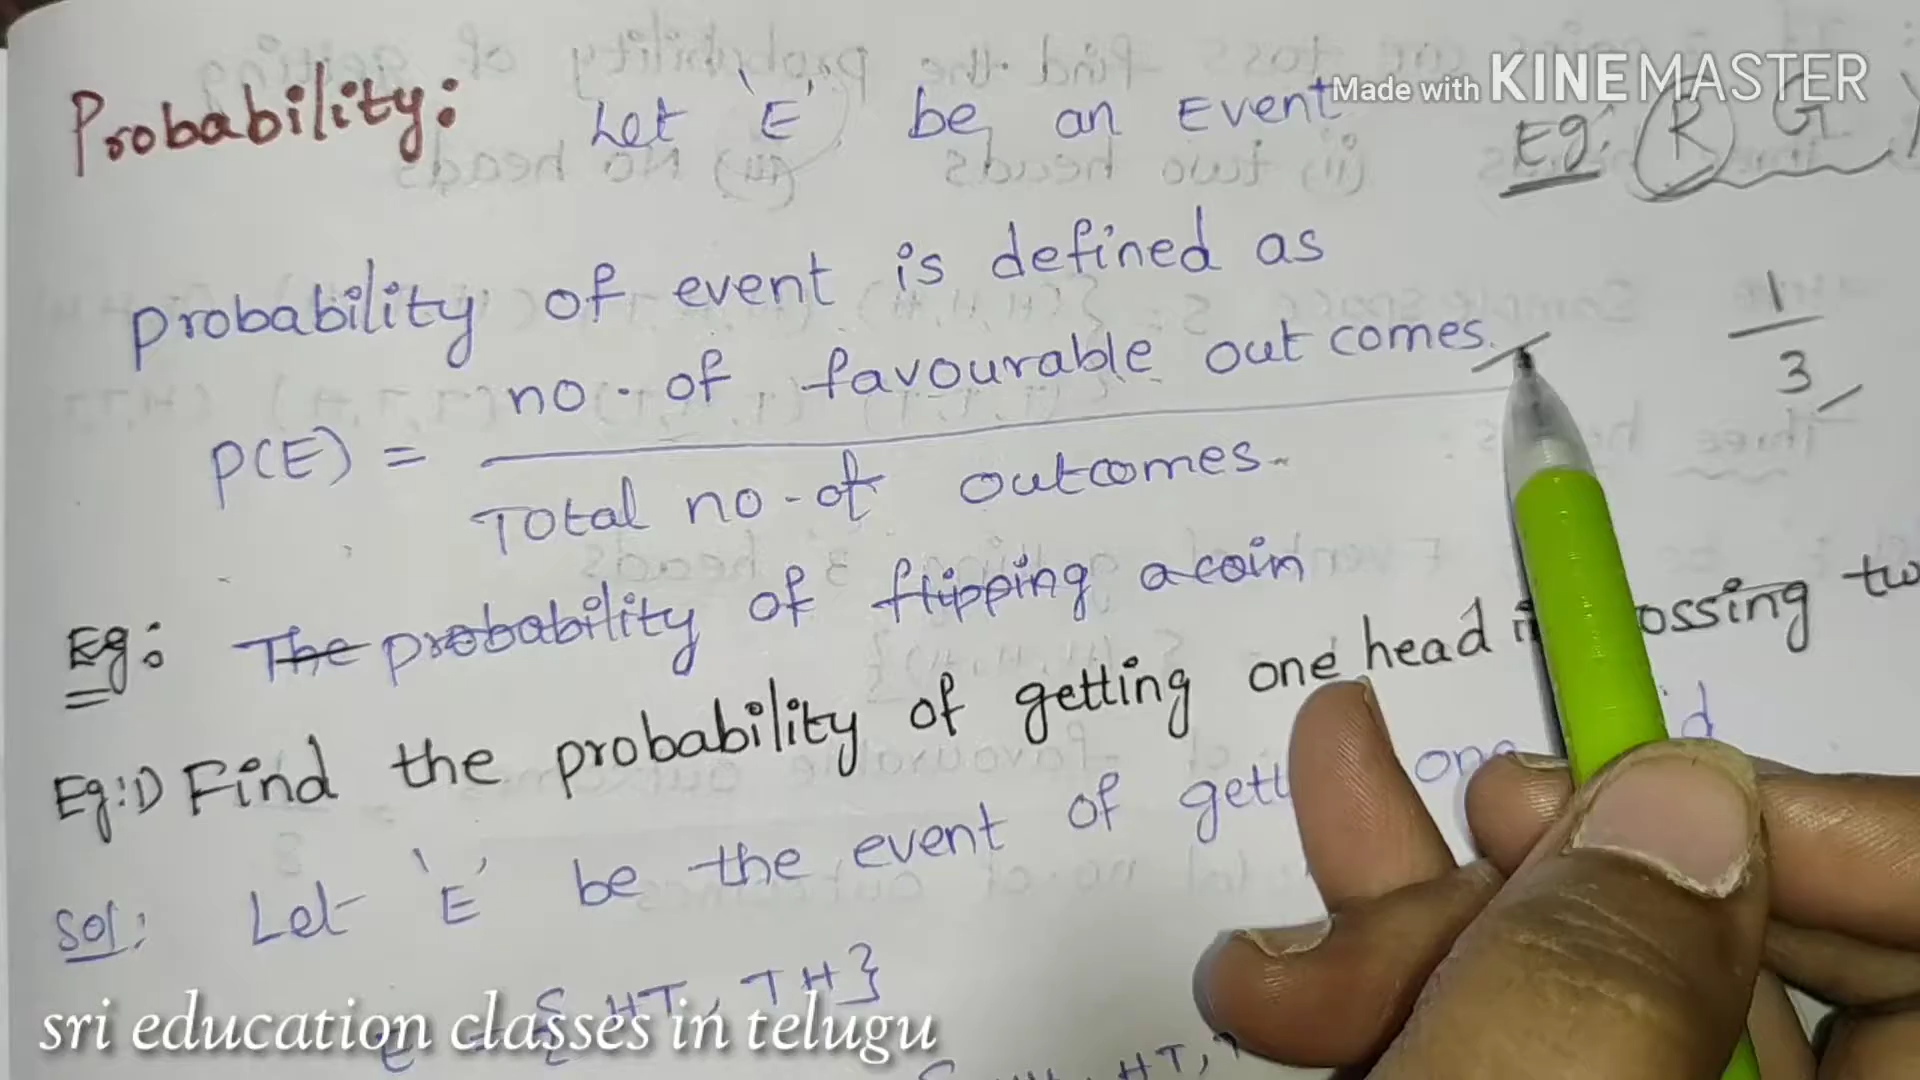 Made with KINEMASTER
Probability: Let 'E' be an Event
Eg: R G
probability of event is defined as
P(E) = no. of favourable out comes.
Total no. of outcomes.
1
3
Eg: The probability of flipping a coin
Eg:1) Find the probability of getting one head tossing
Sol: Let 'E' be the event of
E = { HT, TH}
HT,
sri education classes in telugu